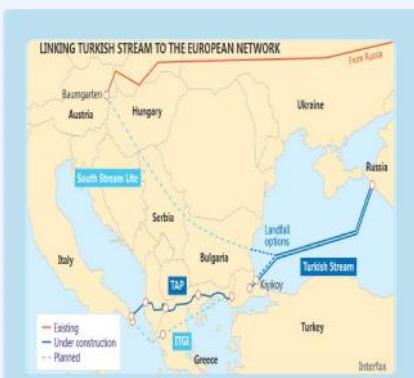 LINKING TURKISH STREAM TO THE EUROPEAN NETWORK
From Russia
Baumgarten
Austria
Hungary
Ukraine
Russia
South Stream Lite
Landfall
options
Serbia
Italy
Bulgaria
Turkish Stream
Kiyikoy
TAP
Existing
Under construction
Planned
ITGI
Turkey
Greece
Interfax